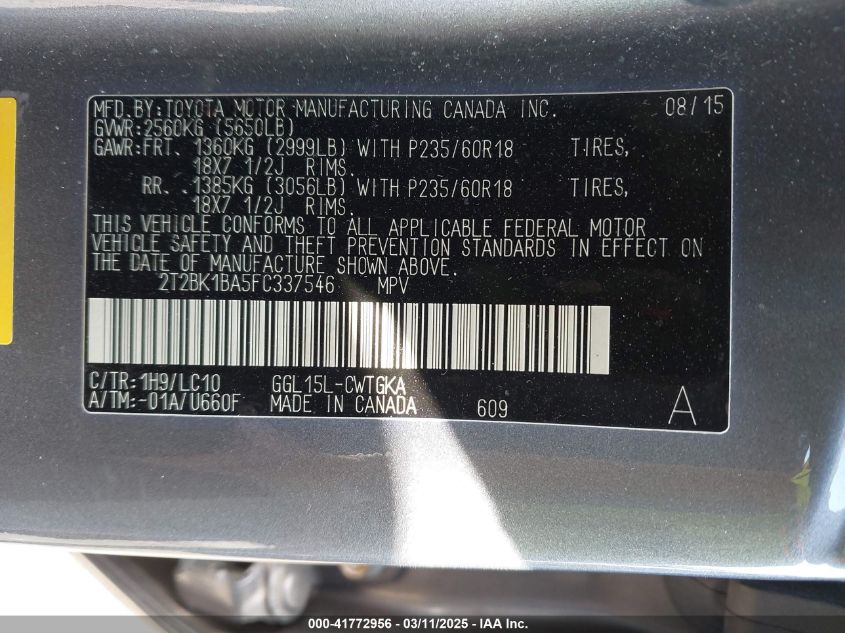 MFD.BY:TOYOTA MOTOR MANUFACTURING CANADA INC. 08/15
GVWR:2560KG (5650LB)
GAWR:FRT. 1360KG (2999LB) WITH P235/60R18 TIRES,
18X7 1/2J RIMS.
RR. .1385KG (3056LB) WITH P235/60R18 TIRES,
18X7 1/2J RIMS.
THIS VEHICLE CONFORMS TO ALL APPLICABLE FEDERAL MOTOR
VEHICLE SAFETY AND THEFT PREVENTION STANDARDS IN EFFECT ON
THE DATE OF MANUFACTURE SHOWN ABOVE.
2T2BK1BA5FC337546 MPV
C/TR:1H9/LC10 GGL15L-CWTGKA
A/TM:-01A/U660F MADE IN CANADA 609 A
000-41772956 - 03/11/2025 - IAAI Inc.